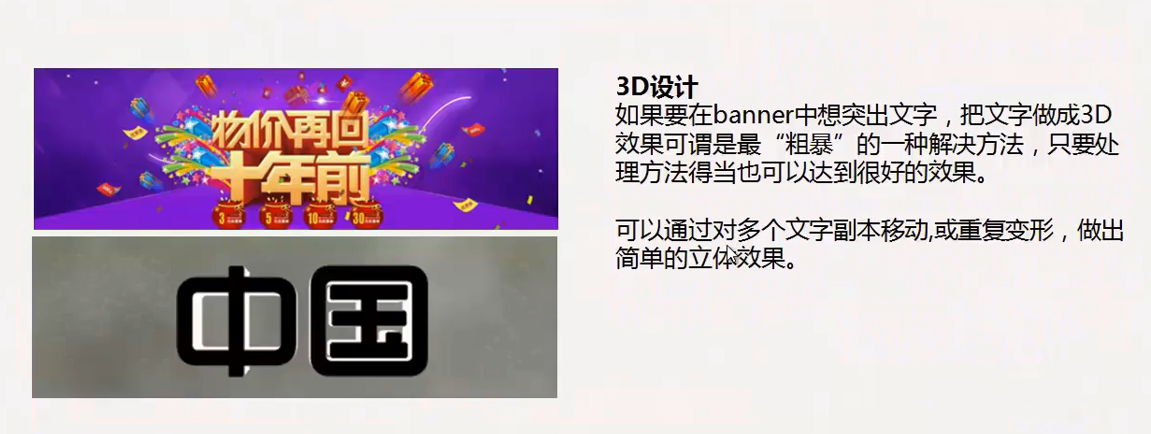 物价再回
十年前
3 5 10 30
中国
3D设计
如果要在banner中想突出文字，把文字做成3D
效果可谓是最“粗暴”的一种解决方法，只要处
理方法得当也可以达到很好的效果。
可以通过对多个文字副本移动,或重复变形，做出
简单的立体效果。